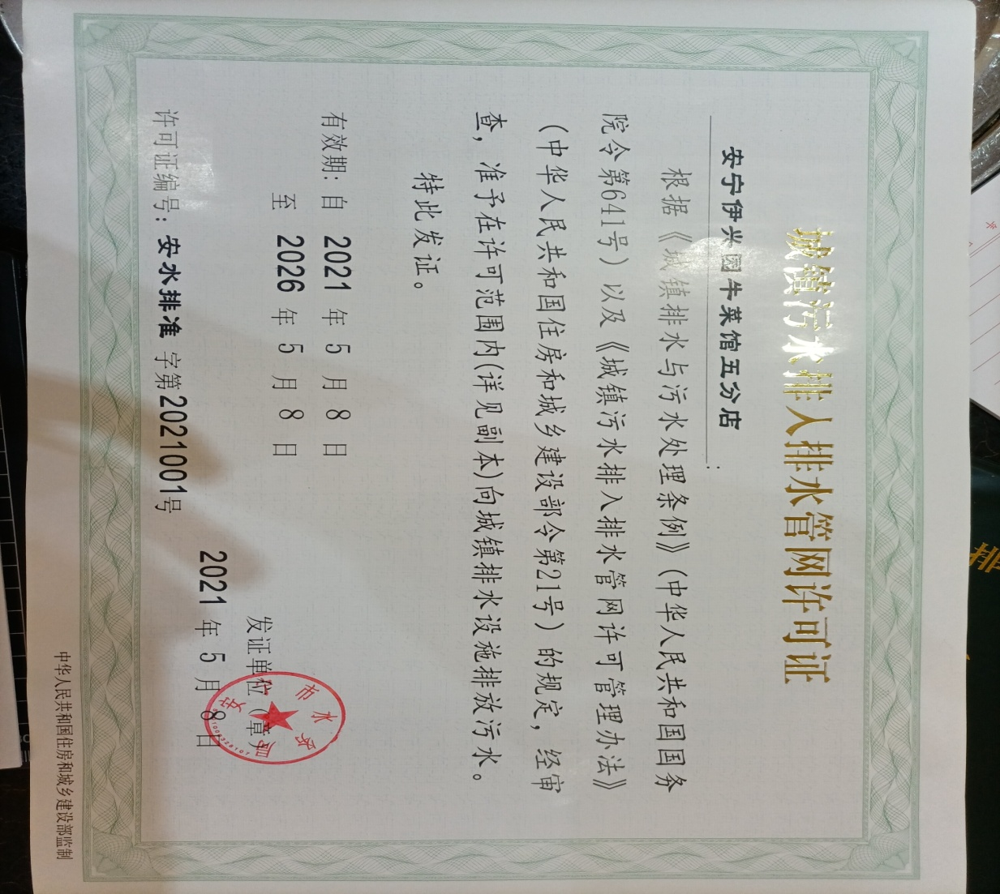 城镇污水排入排水管网许可证
安宁伊兴园牛菜馆五分店:
根据《城镇排水与污水处理条例》(中华人民共和国国务
院令第641号)以及《城镇污水排入排水管网许可管理办法》
(中华人民共和国住房和城乡建设部令第21号)的规定,经审
查,准予在许可范围内(详见副本)向城镇排水设施排放污水。
特此发证。
有效期: 自 2021 年 5 月 8 日
至 2026 年 5 月 8 日
许可证编号: 安水排准 字第2021001号
发证单位(章)
2021 年 5 月 8 日
安 市水务局
中华人民共和国住房和城乡建设部监制